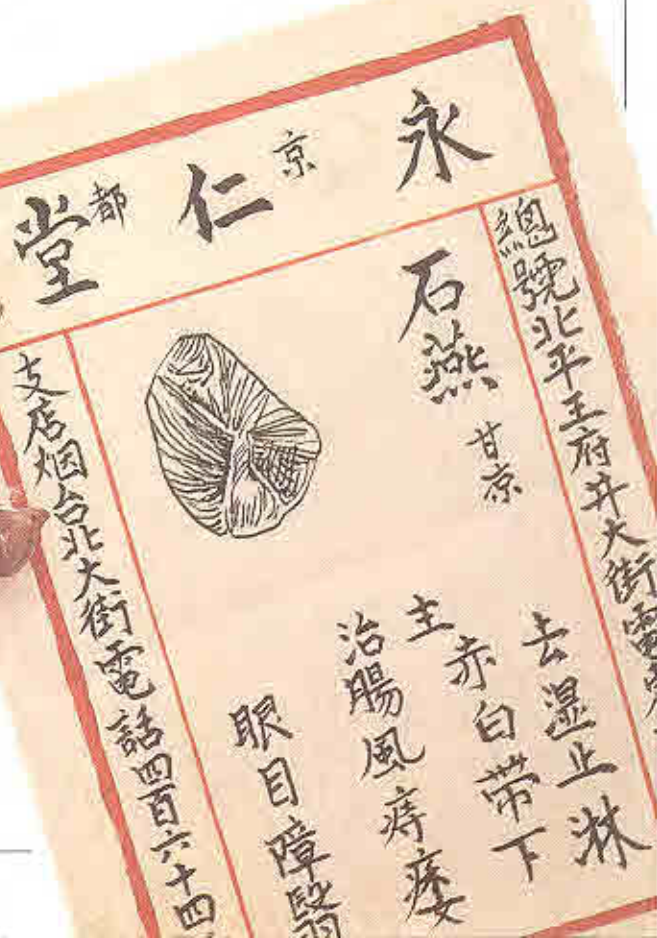 永仁堂
京都
總號北平王府井大街電
石燕
甘凉
去湿止淋
主赤白帶下
治腸風痔瘻
眼目障翳
支店烟台北大街電話四百六十四